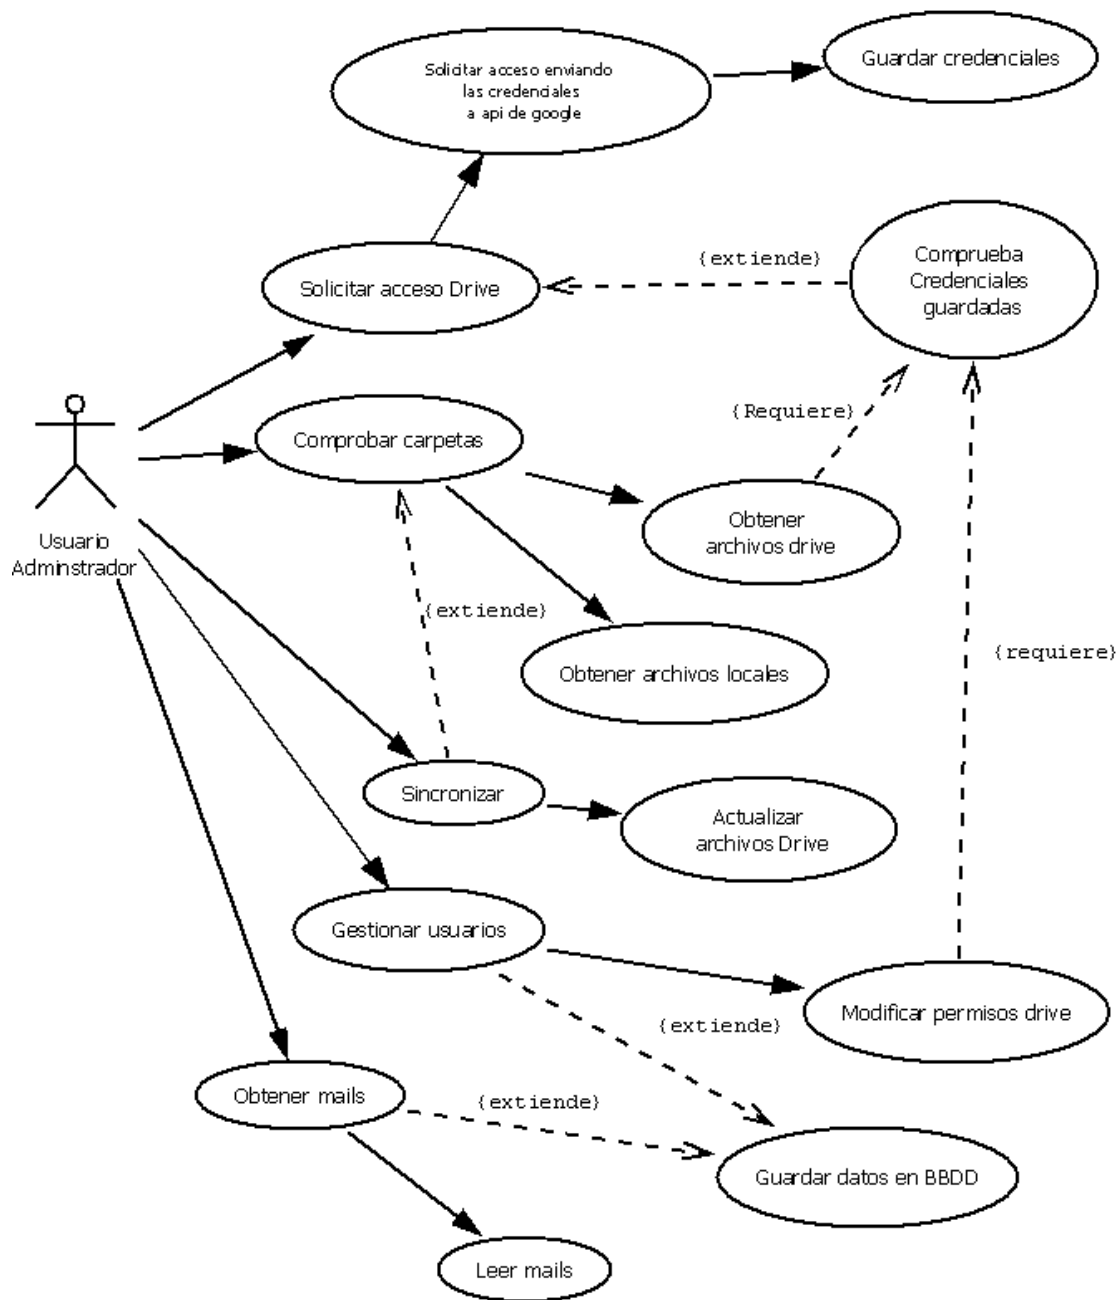 Solicitar acceso enviando
las credenciales
a api de google
Guardar credenciales
Solicitar acceso Drive
{extiende}
Comprueba
Credenciales
guardadas
Usuario
Adminstrador
Comprobar carpetas
{Requiere}
Obtener
archivos drive
{extiende}
Obtener archivos locales
{requiere}
Sincronizar
Actualizar
archivos Drive
Gestionar usuarios
{extiende}
Modificar permisos drive
Obtener mails
{extiende}
Guardar datos en BBDD
Leer mails